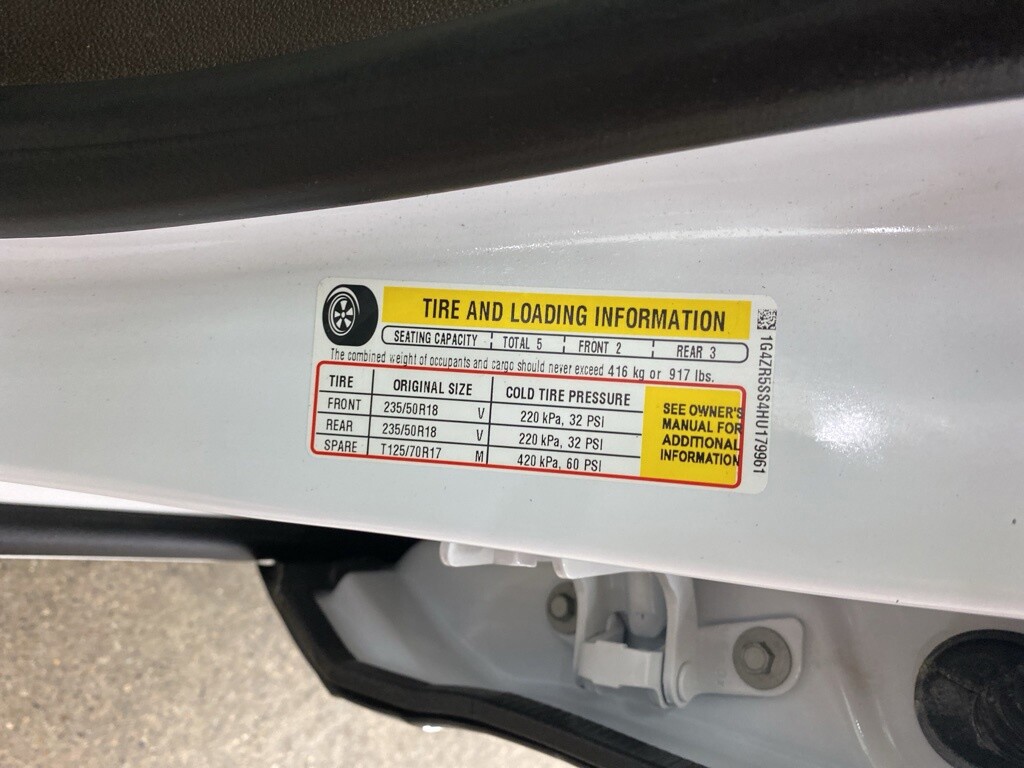 TIRE AND LOADING INFORMATION
SEATING CAPACITY TOTAL 5 FRONT 2 REAR 3
The combined weight of occupants and cargo should never exceed 416 kg or 917 lbs.
TIRE ORIGINAL SIZE COLD TIRE PRESSURE
FRONT 235/50R18 V 220 kPa, 32 PSI
REAR 235/50R18 V 220 kPa, 32 PSI
SPARE T125/70R17 M 420 kPa, 60 PSI
SEE OWNER'S
MANUAL FOR
ADDITIONAL
INFORMATION
1G4ZR5SS4HU179961